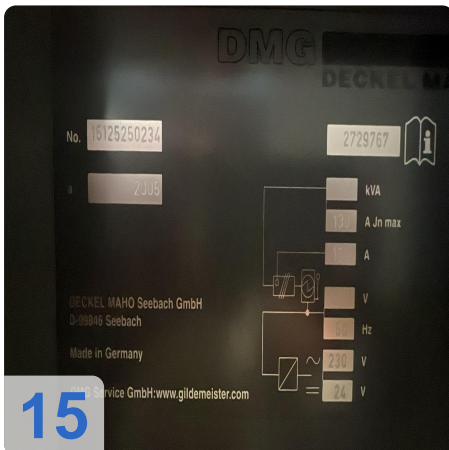 DMG
DECKEL MA
No. 15125250234
2729767
a 2005
kVA
A Jn max
A
V
Hz
230 V
24 V
DECKEL MAHO Seebach GmbH
D-99846 Seebach
Made in Germany
Service GmbH:www.gildemeister.com
15